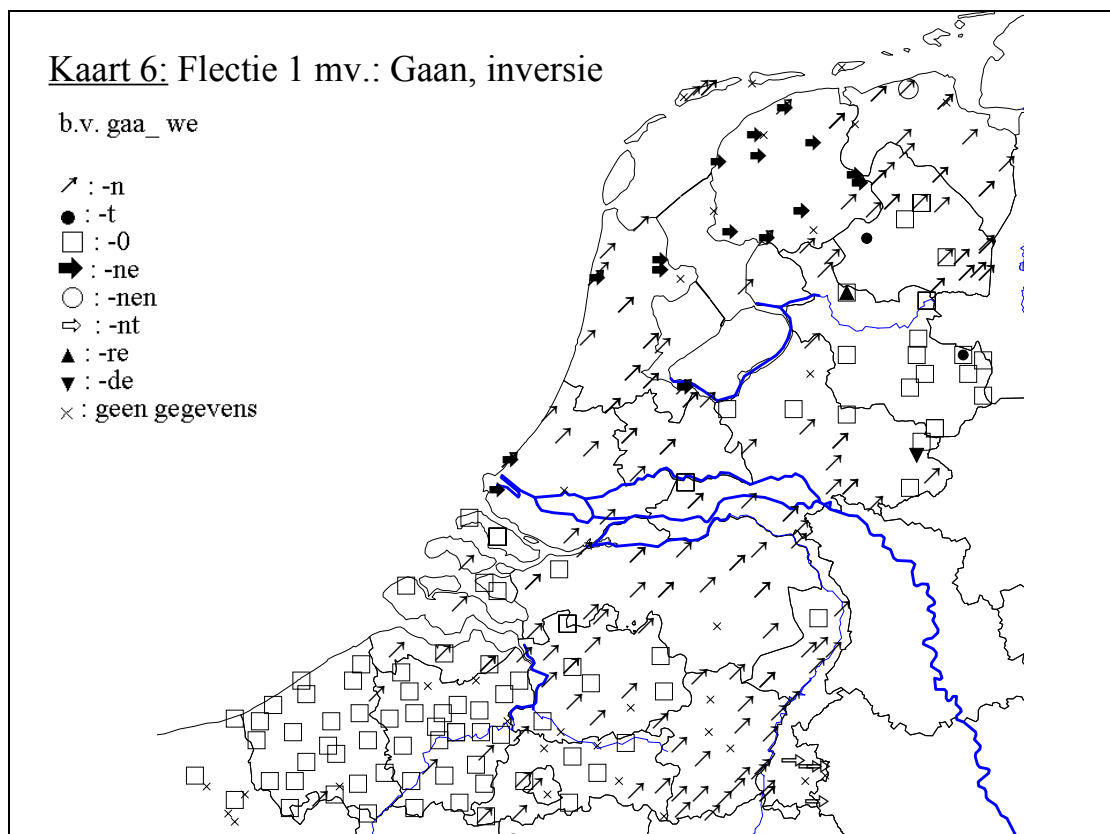 Kaart 6: Flectie 1 mv.: Gaan, inversie
b.v. gaa_ we
: -n
: -t
: -0
: -ne
: -nen
: -nt
: -re
: -de
: geen gegevens